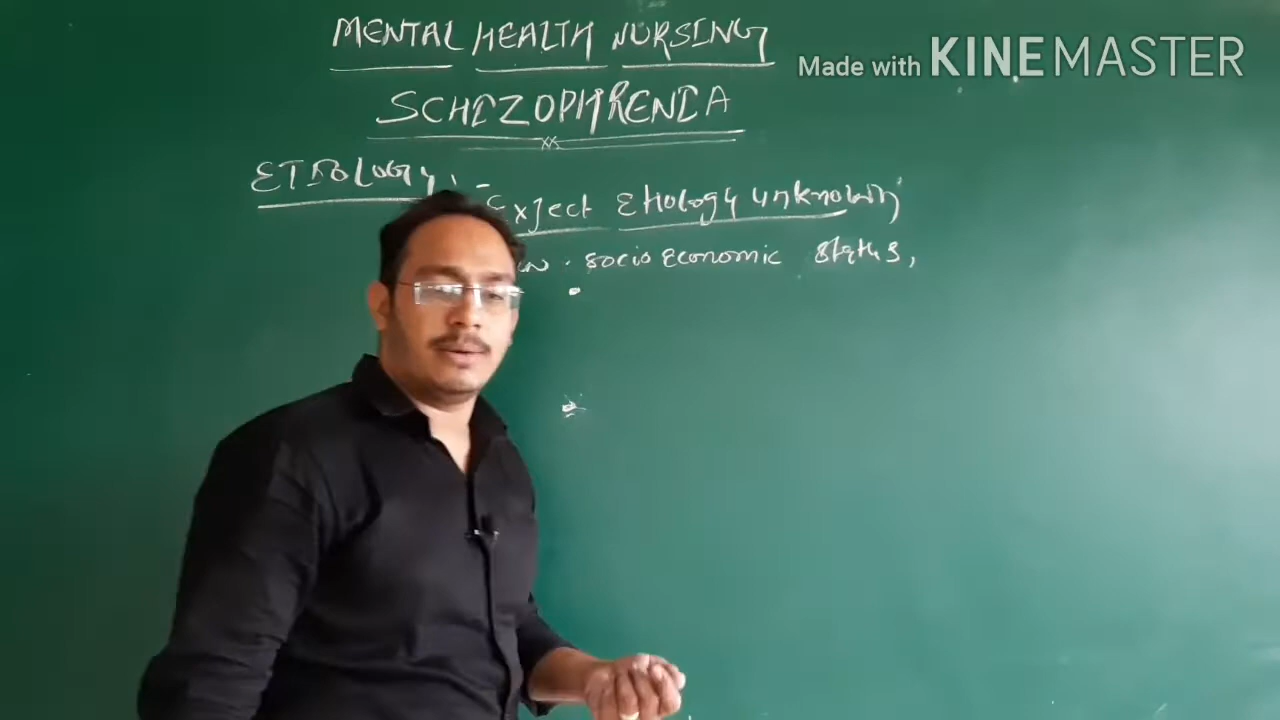 MENTAL HEALTH NURSING
Made with KINEMASTER
SCHIZOPHRENIA
ETIOLOGY :-
Exject Etiology unknown
socio economic status,